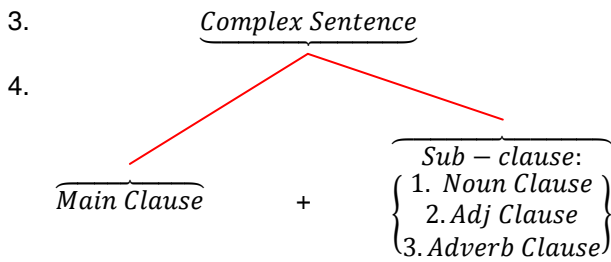 3. Complex Sentence
4.
Sub − clause:
1. Noun Clause
Main Clause + 2. Adj Clause
3. Adverb Clause